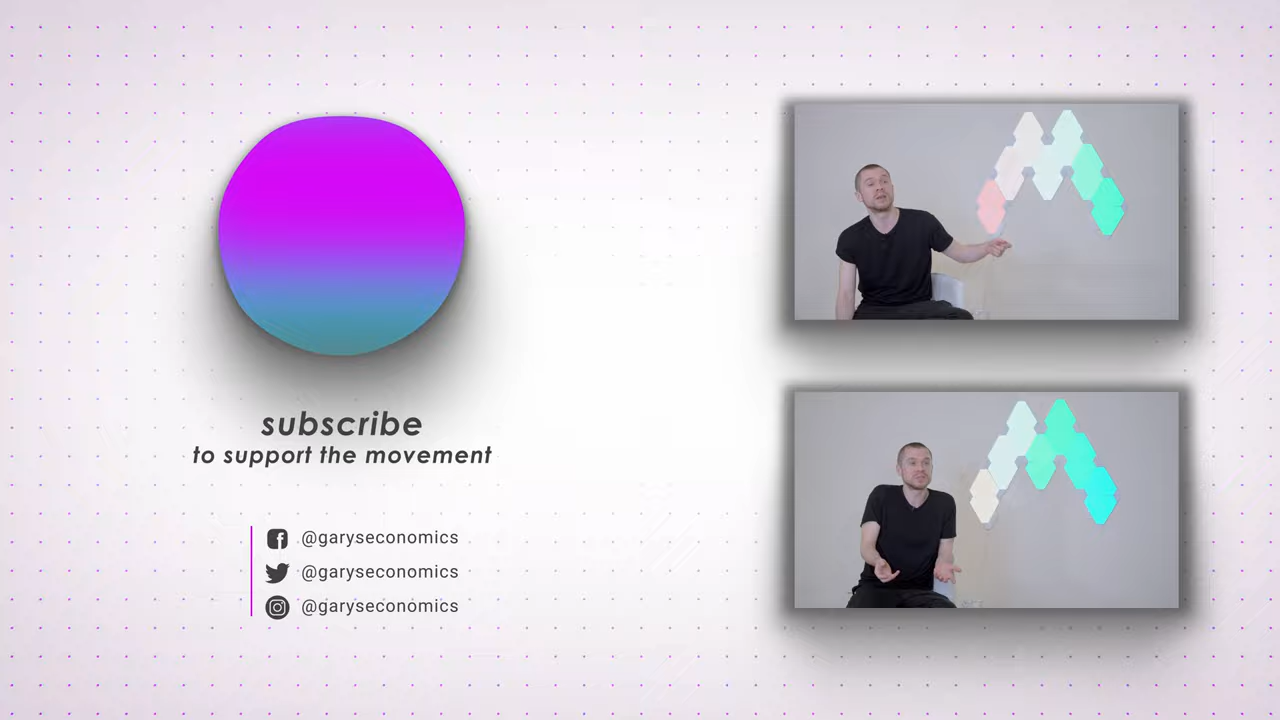 subscribe
to support the movement
@garyseconomics
@garyseconomics
@garyseconomics